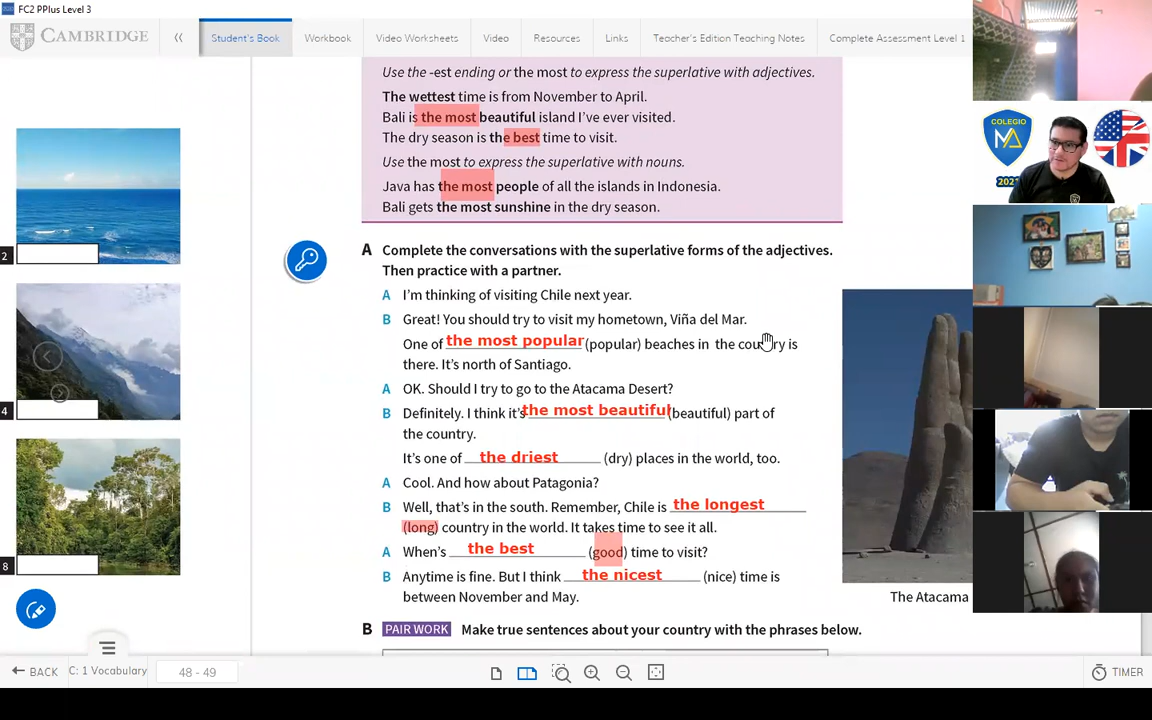 FC2 PPlus Level 3
CAMBRIDGE
Student's Book
Workbook
Video Worksheets
Video
Resources
Links
Teacher's Edition Teaching Notes
Complete Assessment Level 1
Use the -est ending or the most to express the superlative with adjectives.
The wettest time is from November to April.
Bali is the most beautiful island I've ever visited.
The dry season is the best time to visit.
Use the most to express the superlative with nouns.
Java has the most people of all the islands in Indonesia.
Bali gets the most sunshine in the dry season.
A Complete the conversations with the superlative forms of the adjectives.
Then practice with a partner.
A I'm thinking of visiting Chile next year.
B Great! You should try to visit my hometown, Viña del Mar.
One of the most popular (popular) beaches in the country is
there. It's north of Santiago.
A OK. Should I try to go to the Atacama Desert?
B Definitely. I think it's the most beautiful (beautiful) part of
the country.
It's one of the driest (dry) places in the world, too.
A Cool. And how about Patagonia?
B Well, that's in the south. Remember, Chile is the longest
(long) country in the world. It takes time to see it all.
A When's the best (good) time to visit?
B Anytime is fine. But I think the nicest (nice) time is
between November and May.
The Atacama
B PAIR WORK Make true sentences about your country with the phrases below.
2
4
8
COLEGIO
MA
2021
BACK
C: 1 Vocabulary
48 - 49
TIMER